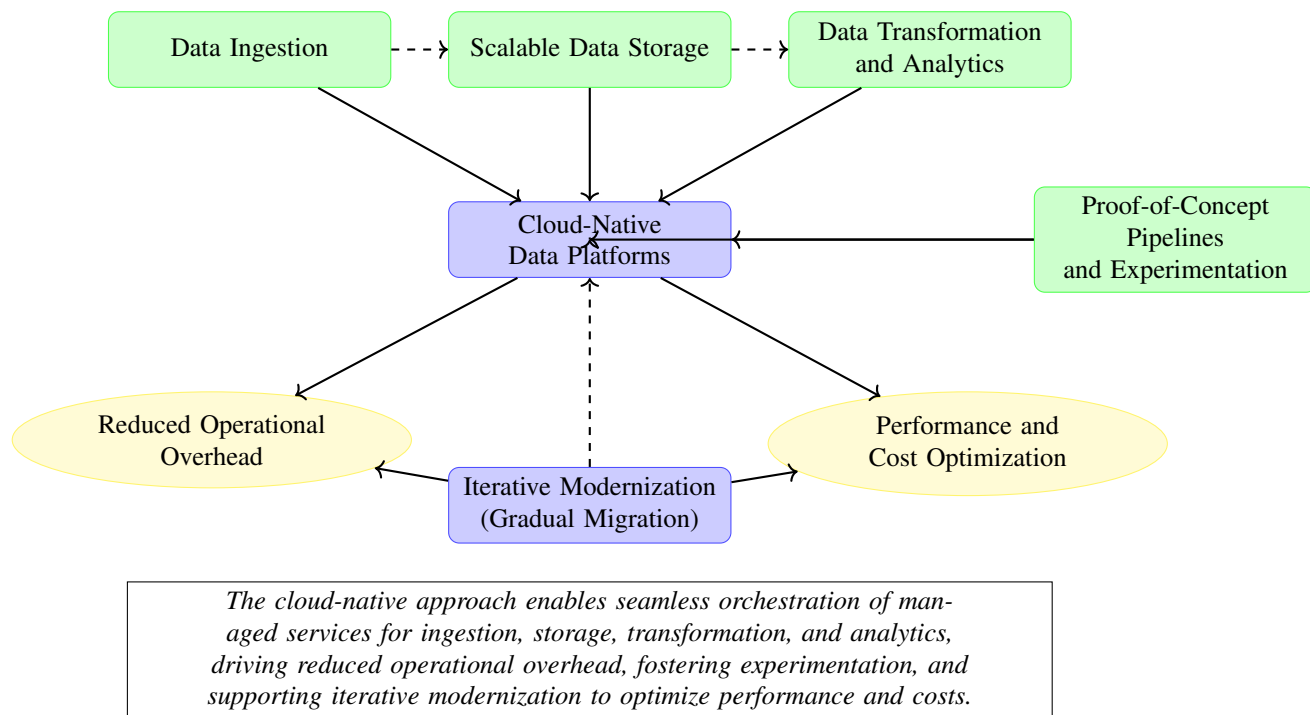 Data Ingestion
Scalable Data Storage
Data Transformation
and Analytics
Cloud-Native
Data Platforms
Proof-of-Concept
Pipelines
and Experimentation
Reduced Operational
Overhead
Performance and
Cost Optimization
Iterative Modernization
(Gradual Migration)
The cloud-native approach enables seamless orchestration of man-
aged services for ingestion, storage, transformation, and analytics,
driving reduced operational overhead, fostering experimentation, and
supporting iterative modernization to optimize performance and costs.